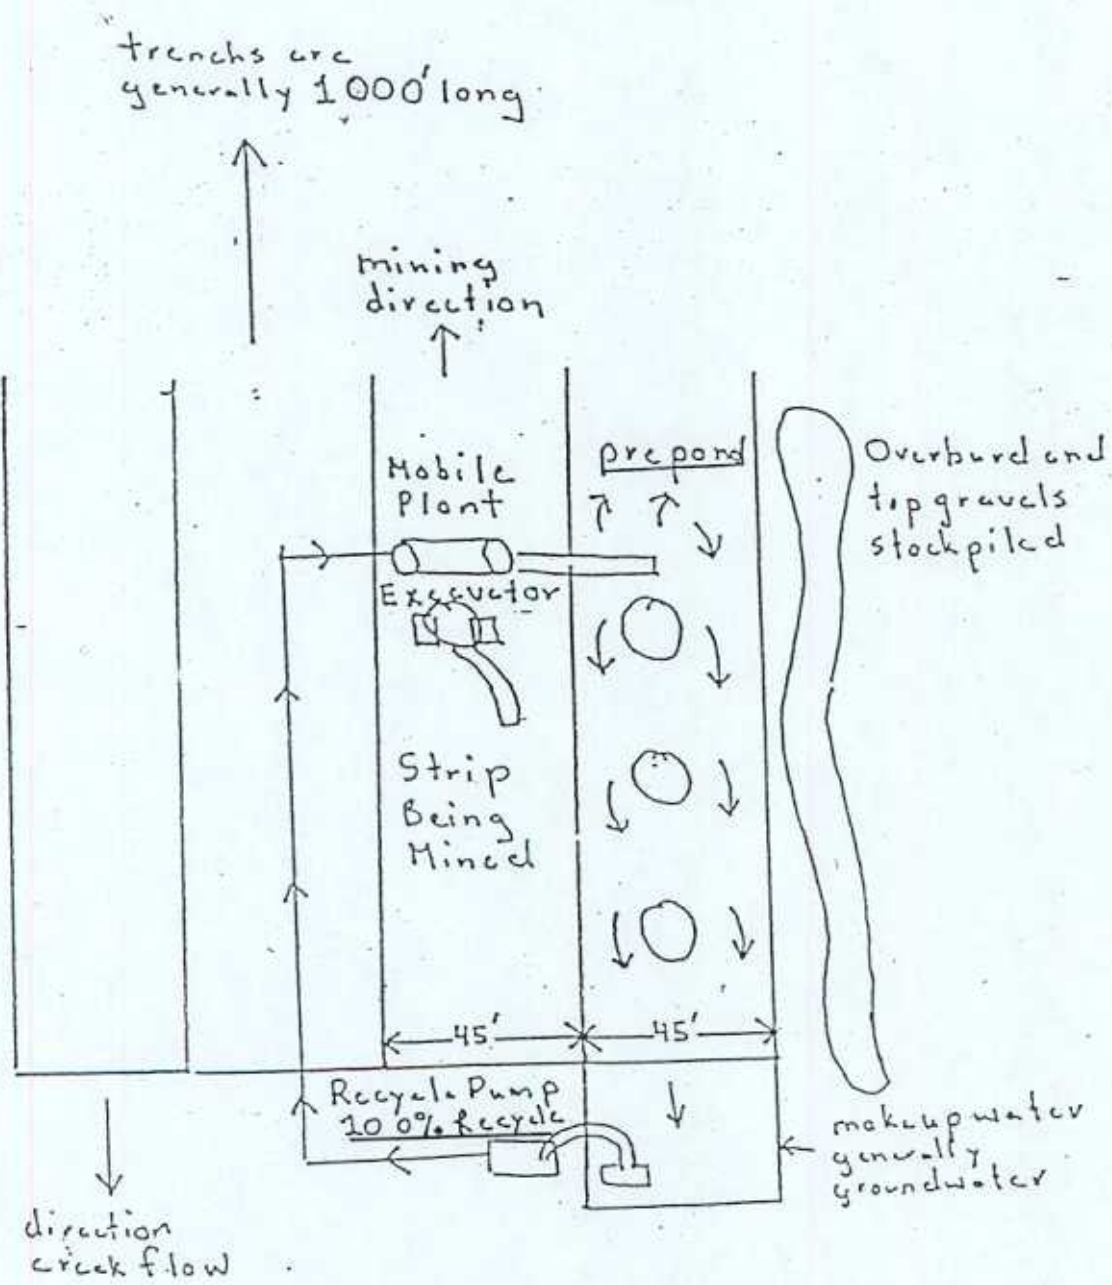 trenchs are
generally 1000' long
mining
direction
Mobile
Plant
prepond
Overburd end
top gravels
stockpiled
Excavator
Strip
Being
Mined
45'
45'
Recycle Pump
100% Recycle
makeup water
generally
groundwater
direction
creek flow